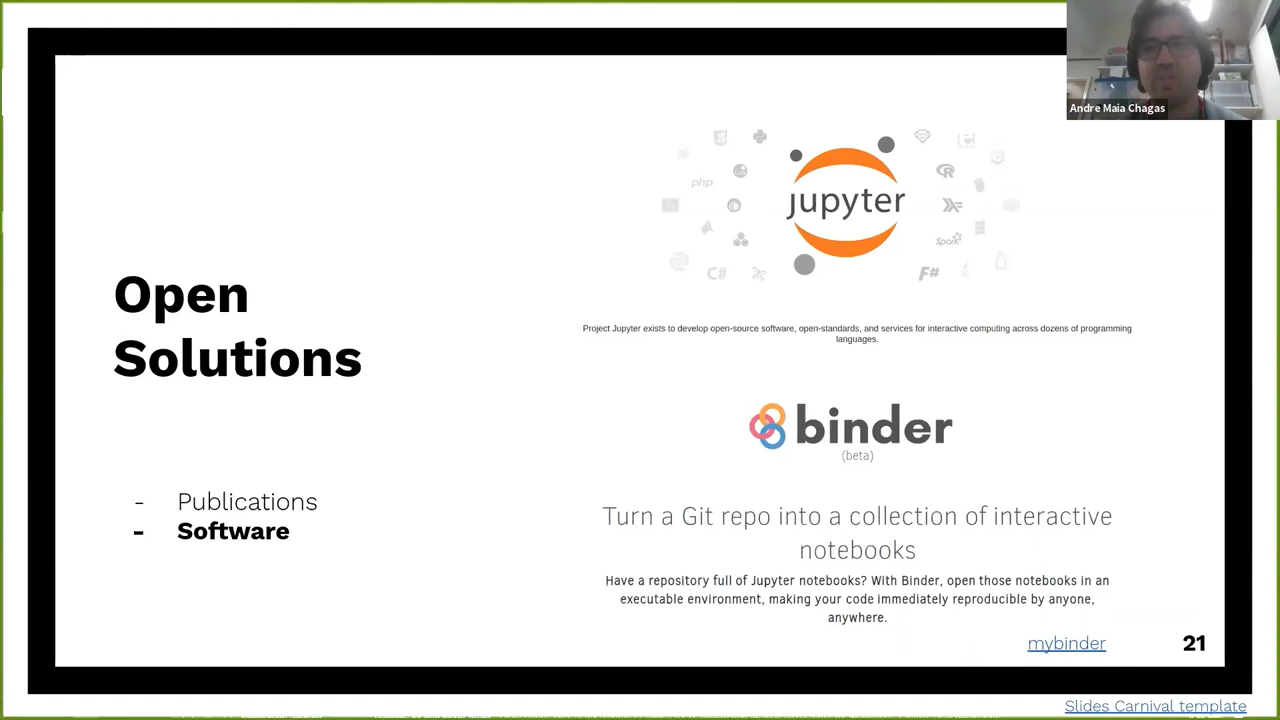 Andre Maia Chagas
php
R
jupyter
Spark
C#
F#
Project Jupyter exists to develop open-source software, open-standards, and services for interactive computing across dozens of programming
languages.
Open
Solutions
binder
(beta)
- Publications
- Software
Turn a Git repo into a collection of interactive
notebooks
Have a repository full of Jupyter notebooks? With Binder, open those notebooks in an
executable environment, making your code immediately reproducible by anyone,
anywhere.
mybinder
21
Slides Carnival template